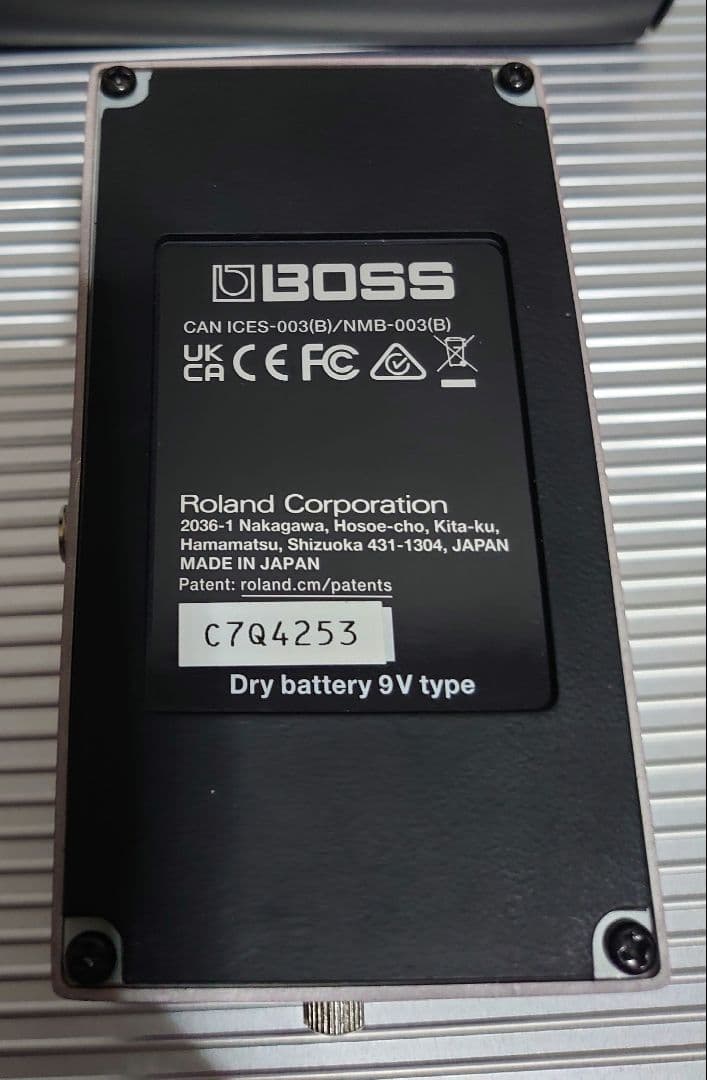 BOSS
CAN ICES-003(B)/NMB-003(B)
UK CA CE FC
Roland Corporation
2036-1 Nakagawa, Hosoe-cho, Kita-ku,
Hamamatsu, Shizuoka 431-1304, JAPAN
MADE IN JAPAN
Patent: roland.cm/patents
C7Q4253
Dry battery 9V type